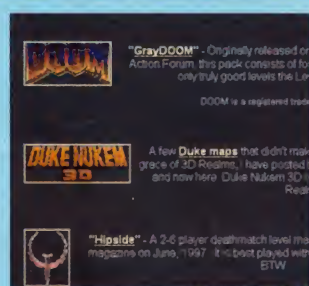 DOOM
"GrayDOOM" - Originally released on
Action Forum, this pack consists of fo
only truly good levels the Le
DOOM is a registered trade
DUKE NUKEM
3D
A few Duke maps that didn't mak
grace of 3D Realms, I have posted t
and now here. Duke Nukem 3D i
Real
"Hipside" - A 2-6 player deathmatch level ma
magazine on June, 1997. It is best played with
BTW